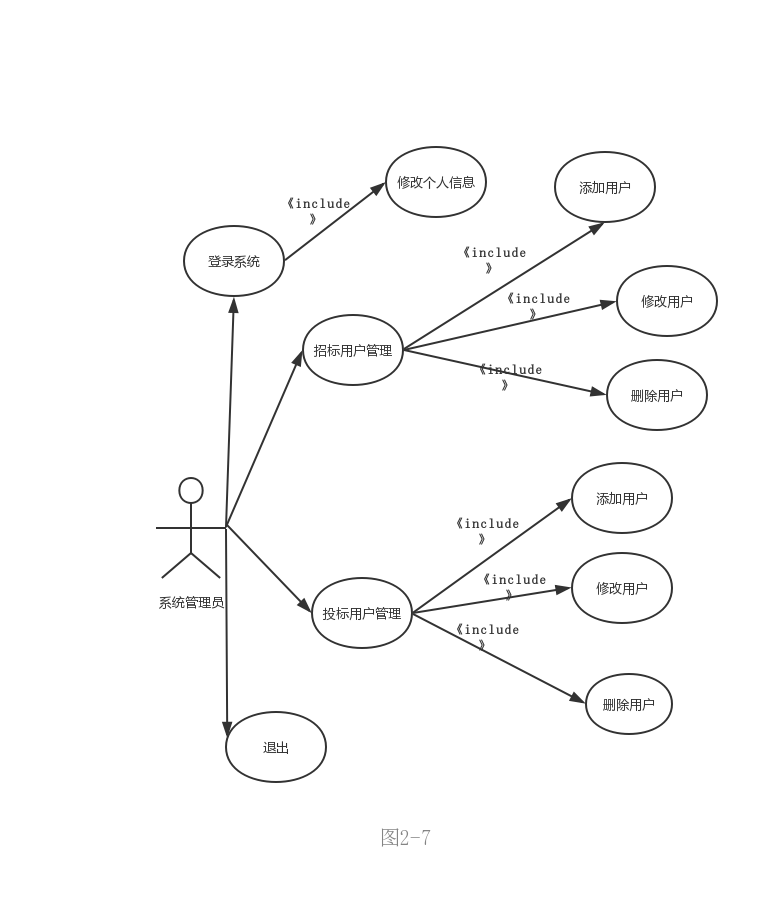 修改个人信息
添加用户
《include
》
登录系统
《include
》
《include
》
修改用户
招标用户管理
《include
》
删除用户
添加用户
《include
》
《include
》
修改用户
系统管理员
投标用户管理
《include
》
删除用户
退出
图2-7